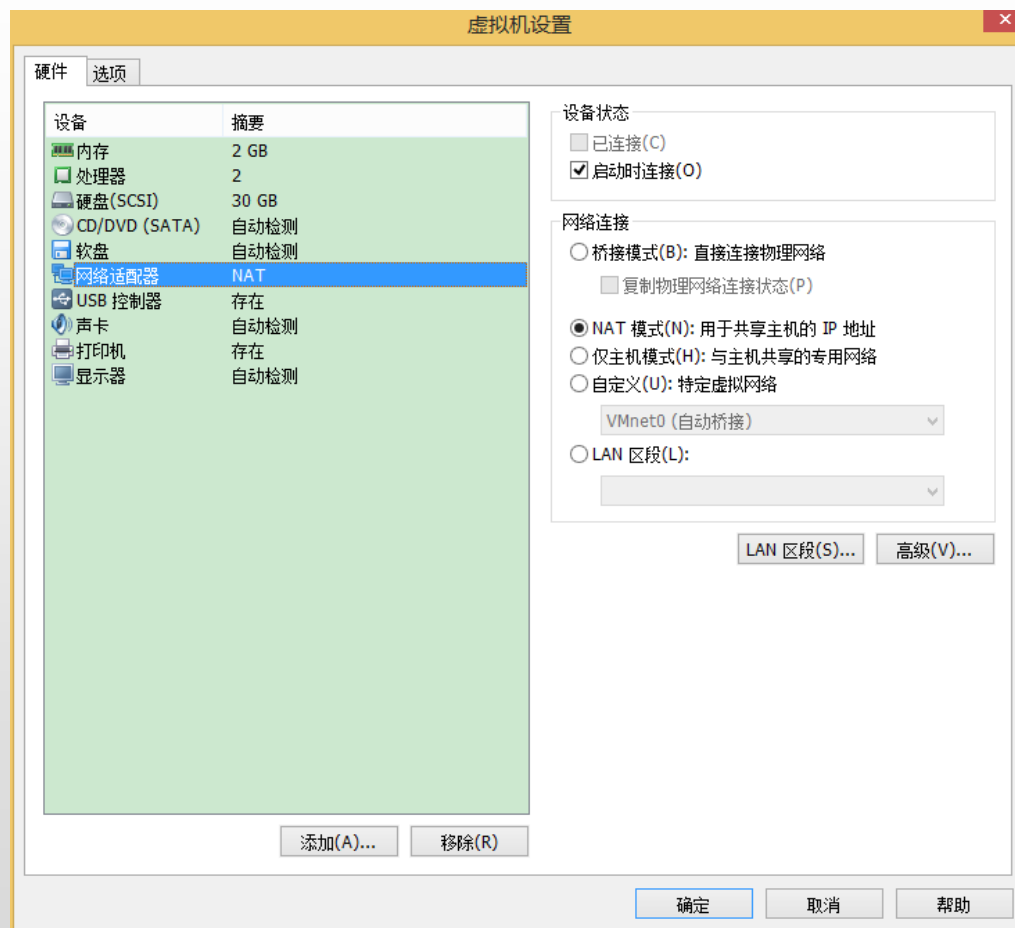 虚拟机设置
硬件 选项
设备 摘要
内存 2 GB
处理器 2
硬盘(SCSI) 30 GB
CD/DVD (SATA) 自动检测
软盘 自动检测
网络适配器 NAT
USB 控制器 存在
声卡 自动检测
打印机 存在
显示器 自动检测
添加(A)... 移除(R)
设备状态
已连接(C)
启动时连接(O)
网络连接
桥接模式(B): 直接连接物理网络
复制物理网络连接状态(P)
NAT 模式(N): 用于共享主机的 IP 地址
仅主机模式(H): 与主机共享的专用网络
自定义(U): 特定虚拟网络
VMnet0 (自动桥接)
LAN 区段(L):
LAN 区段(S)... 高级(V)...
确定 取消 帮助